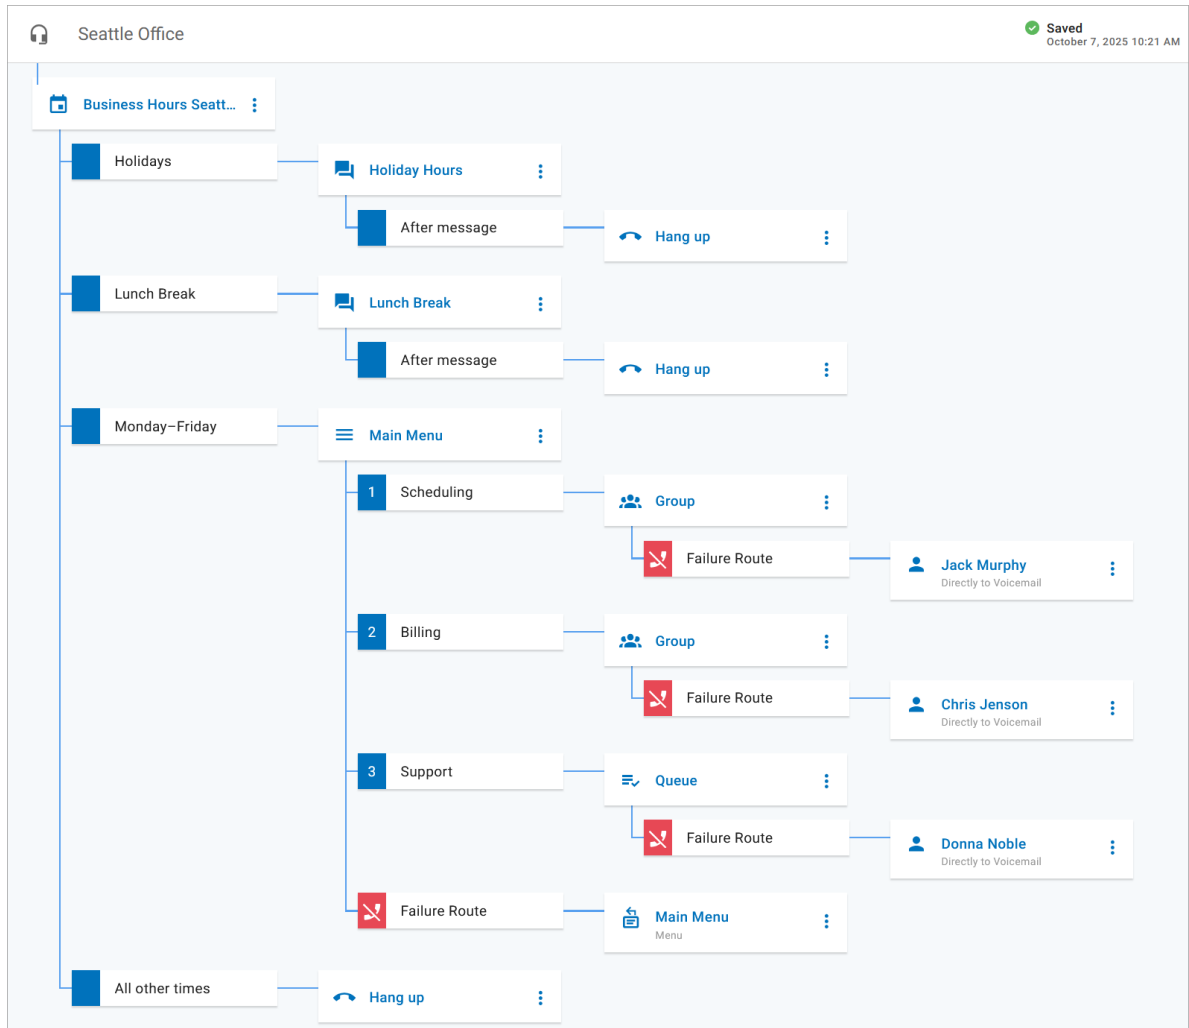 Seattle Office
Saved
October 7, 2025 10:21 AM
Business Hours Seatt...
Holidays
Holiday Hours
After message
Hang up
Lunch Break
Lunch Break
After message
Hang up
Monday–Friday
Main Menu
1 Scheduling
Group
Failure Route
Jack Murphy
Directly to Voicemail
2 Billing
Group
Failure Route
Chris Jenson
Directly to Voicemail
3 Support
Queue
Failure Route
Donna Noble
Directly to Voicemail
Failure Route
Main Menu
Menu
All other times
Hang up